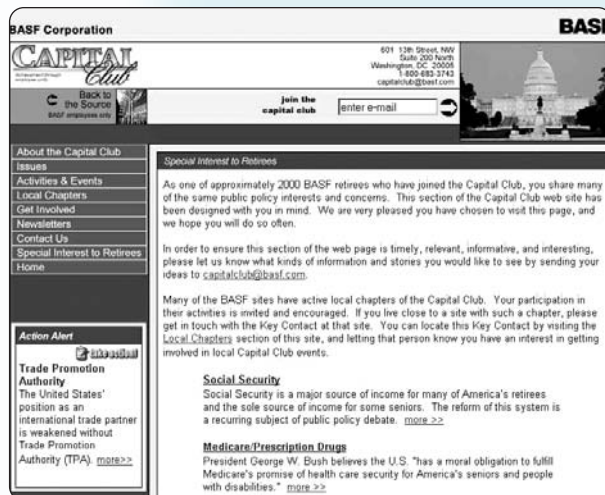 BASF Corporation
BASF
CAPITAL
Club
601 13th Street, NW
Suite 200 North
Washington, DC 20005
1-800-683-3743
capitalclub@basf.com
Back to
the Source
BASF employees only
join the
capital club
enter e-mail
About the Capital Club
Issues
Activities & Events
Local Chapters
Get Involved
Newsletters
Contact Us
Special Interest to Retirees
Home
Action Alert
take action!
Trade Promotion
Authority
The United States'
position as an
international trade partner
is weakened without
Trade Promotion
Authority (TPA). more>>
Special Interest to Retirees
As one of approximately 2000 BASF retirees who have joined the Capital Club, you share many
of the same public policy interests and concerns. This section of the Capital Club web site has
been designed with you in mind. We are very pleased you have chosen to visit this page, and
we hope you will do so often.
In order to ensure this section of the web page is timely, relevant, informative, and interesting,
please let us know what kinds of information and stories you would like to see by sending your
ideas to capitalclub@basf.com.
Many of the BASF sites have active local chapters of the Capital Club. Your participation in
their activities is invited and encouraged. If you live close to a site with such a chapter, please
get in touch with the Key Contact at that site. You can locate this Key Contact by visiting the
Local Chapters section of this site, and letting that person know you have an interest in getting
involved in local Capital Club events.
Social Security
Social Security is a major source of income for many of America's retirees
and the sole source of income for some seniors. The reform of this system is
a recurring subject of public policy debate. more >>
Medicare/Prescription Drugs
President George W. Bush believes the U.S. "has a moral obligation to fulfill
Medicare's promise of health care security for America's seniors and people
with disabilities." more >>